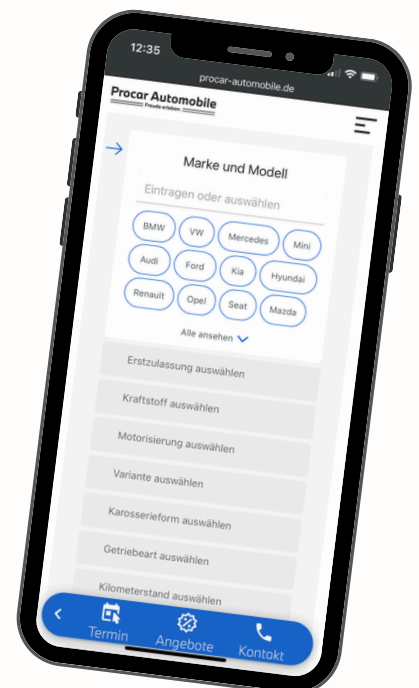 12:35
procar-automobile.de
Procar Automobile
Freude erleben.
Marke und Modell
Eintragen oder auswählen
BMW VW Mercedes Mini
Audi Ford Kia Hyundai
Renault Opel Seat Mazda
Alle ansehen
Erstzulassung auswählen
Kraftstoff auswählen
Motorisierung auswählen
Variante auswählen
Karosserieform auswählen
Getriebeart auswählen
Kilometerstand auswählen
Termin Angebote Kontakt